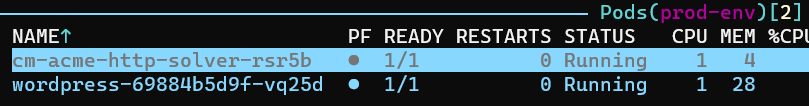 Pods(prod-env)[2]
NAME↑ PF READY RESTARTS STATUS CPU MEM %CPU
cm-acme-http-solver-rsr5b ● 1/1 0 Running 1 4
wordpress-69884b5d9f-vq25d ● 1/1 0 Running 1 28